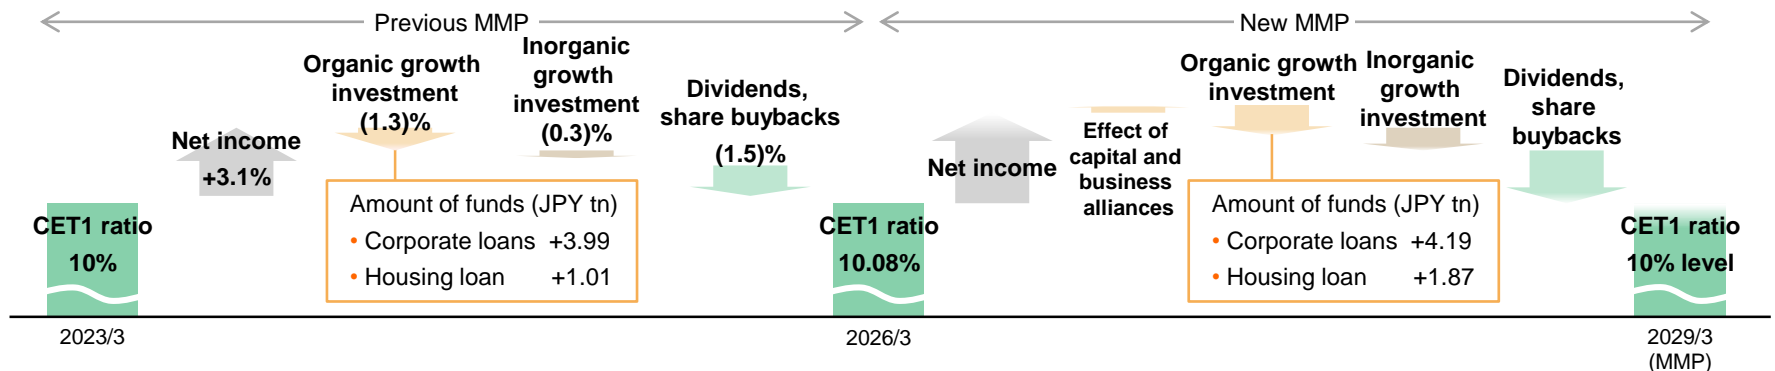 Previous MMP
New MMP
Net income
+3.1%
Organic growth
investment
(1.3)%
Inorganic
growth
investment
(0.3)%
Dividends,
share buybacks
(1.5)%
Net income
Effect of
capital and
business
alliances
Organic growth
investment
Inorganic
growth
investment
Dividends,
share
buybacks
CET1 ratio
10%
Amount of funds (JPY tn)
• Corporate loans +3.99
• Housing loan +1.01
CET1 ratio
10.08%
Amount of funds (JPY tn)
• Corporate loans +4.19
• Housing loan +1.87
CET1 ratio
10% level
2023/3
2026/3
2029/3
(MMP)